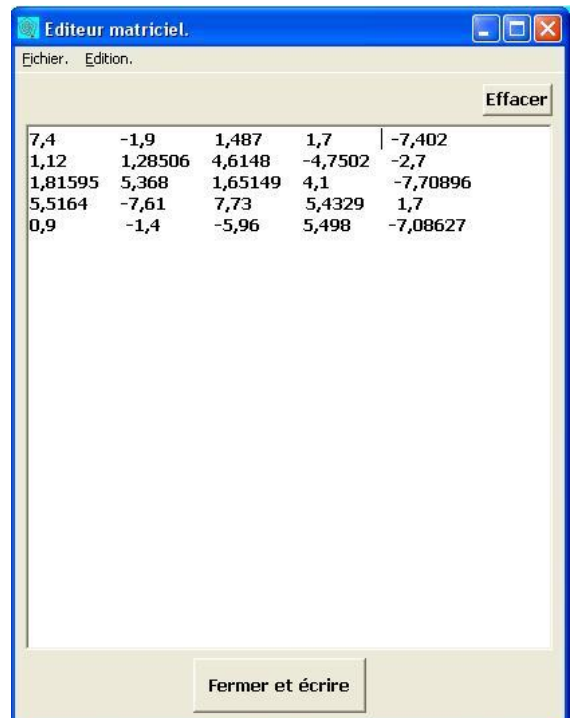 Editeur matriciel.
Fichier. Edition.
Effacer
7,4 -1,9 1,487 1,7 -7,402
1,12 1,28506 4,6148 -4,7502 -2,7
1,81595 5,368 1,65149 4,1 -7,70896
5,5164 -7,61 7,73 5,4329 1,7
0,9 -1,4 -5,96 5,498 -7,08627
Fermer et écrire